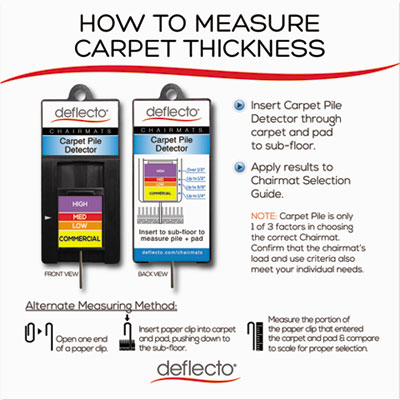 HOW TO MEASURE
CARPET THICKNESS
deflecto®
CHAIRMATS
Carpet Pile
Detector
HIGH
MED
LOW
COMMERCIAL
FRONT VIEW
deflecto®
CHAIRMATS
Carpet Pile
Detector
Over 3/4"
Up to 3/4"
Up to 3/8"
Up to 1/4"
HIGH
MED
LOW
COMMERCIAL
Insert to sub-floor to
measure pile + pad
deflecto.com/chairmats
BACK VIEW
Insert Carpet Pile
Detector through
carpet and pad
to sub-floor.
Apply results to
Chairmat Selection
Guide.
NOTE: Carpet Pile is only
1 of 3 factors in choosing
the correct Chairmat.
Confirm that the chairmat's
load and use criteria also
meet your individual needs.
Alternate Measuring Method:
Open one end
of a paper clip.
Insert paper clip into carpet
and pad, pushing down to
the sub-floor.
Measure the portion of
the paper clip that entered
the carpet and pad & compare
to scale for proper selection.
deflecto®